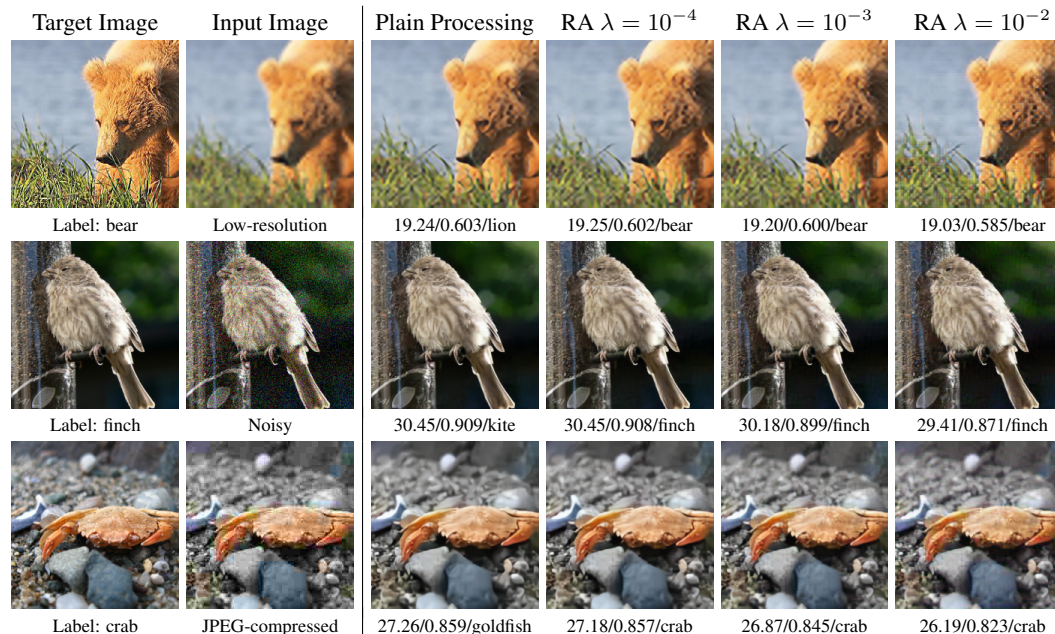 Target Image Input Image Plain Processing RA λ = 10⁻⁴ RA λ = 10⁻³ RA λ = 10⁻²
Label: bear Low-resolution 19.24/0.603/lion 19.25/0.602/bear 19.20/0.600/bear 19.03/0.585/bear
Label: finch Noisy 30.45/0.909/kite 30.45/0.908/finch 30.18/0.899/finch 29.41/0.871/finch
Label: crab JPEG-compressed 27.26/0.859/goldfish 27.18/0.857/crab 26.87/0.845/crab 26.19/0.823/crab